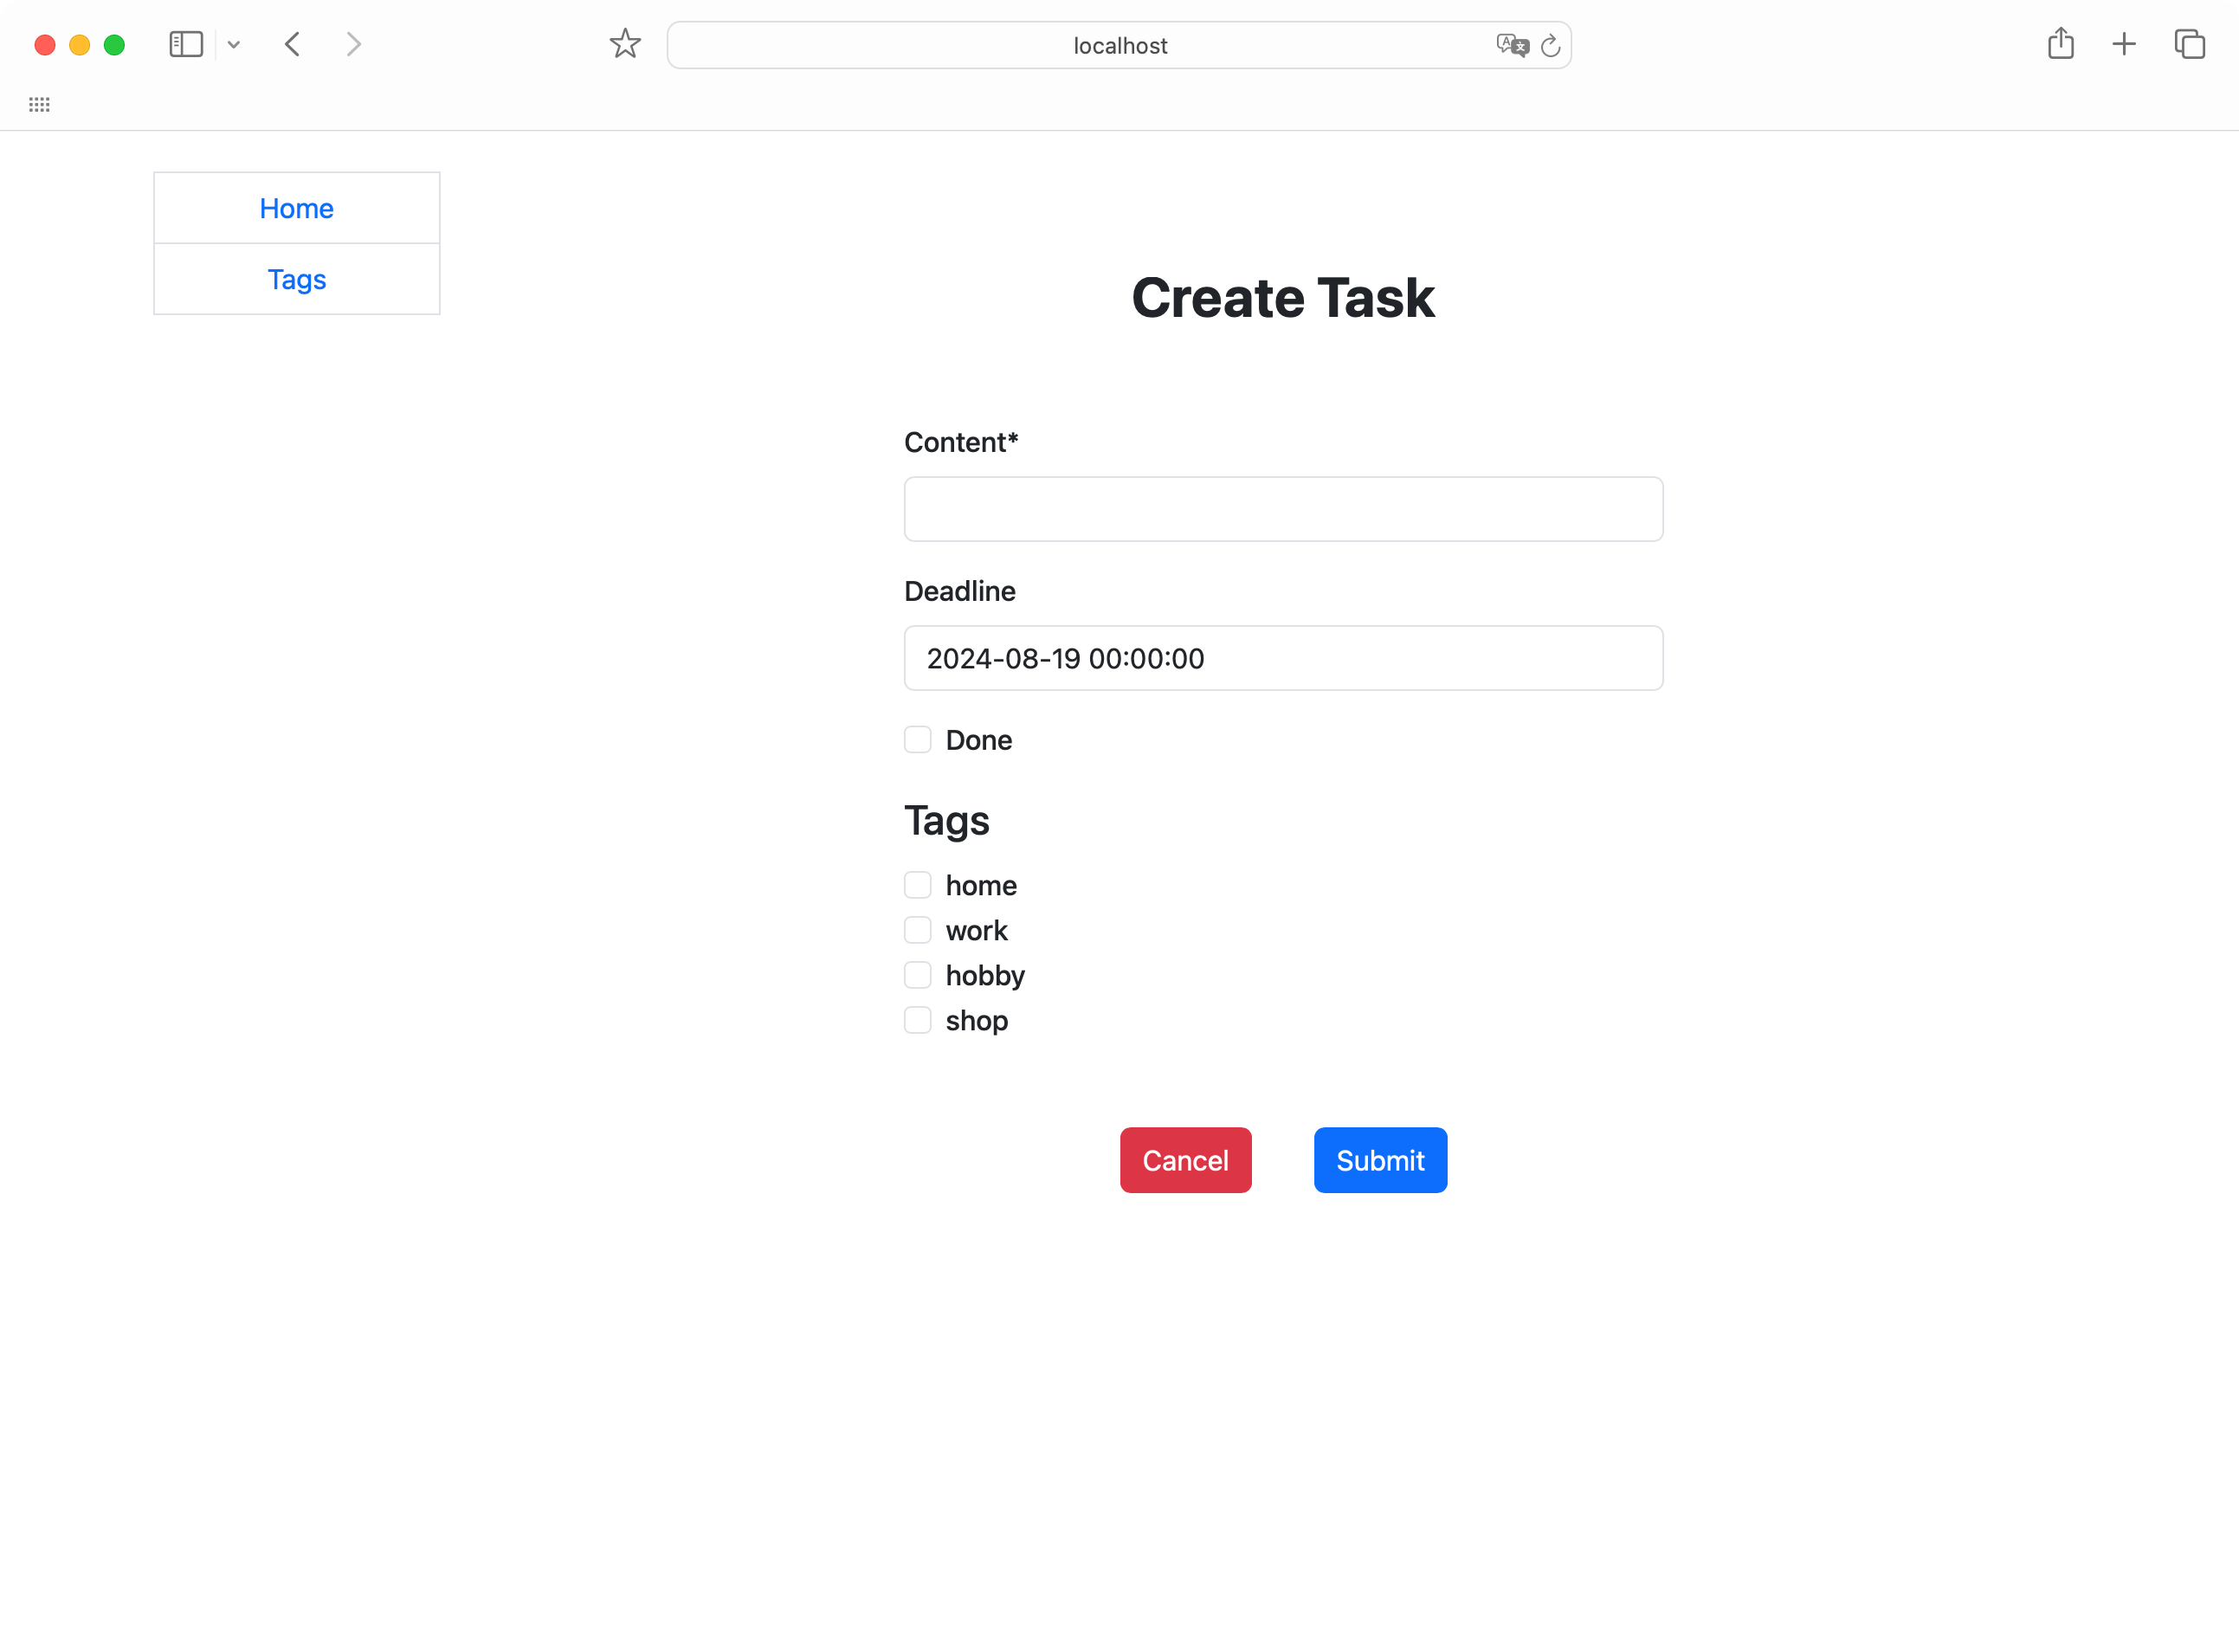 localhost
Home
Tags
Create Task
Content*
Deadline
2024-08-19 00:00:00
Done
Tags
home
work
hobby
shop
Cancel
Submit